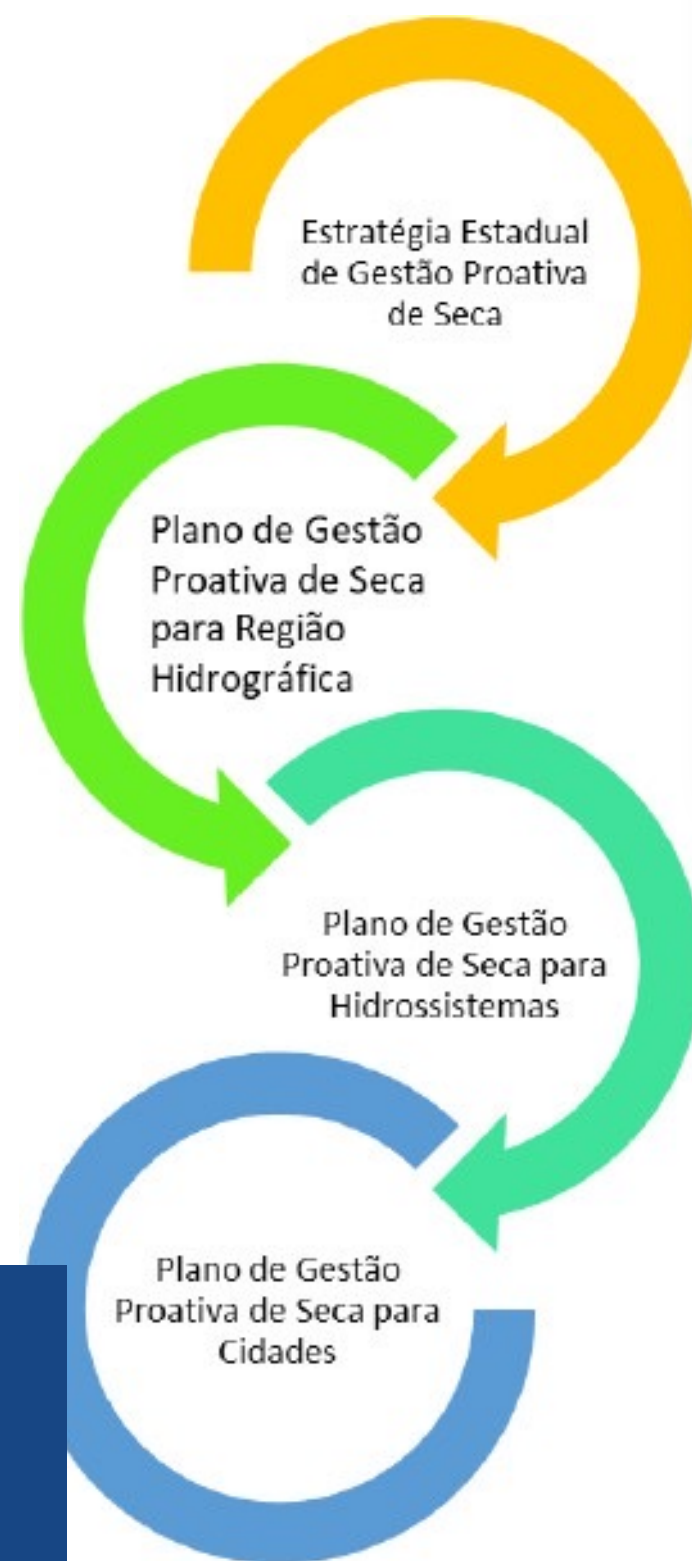 Estratégia Estadual
de Gestão Proativa
de Seca
Plano de Gestão
Proativa de Seca
para Região
Hidrográfica
Plano de Gestão
Proativa de Seca para
Hidrossistemas
Plano de Gestão
Proativa de Seca para
Cidades